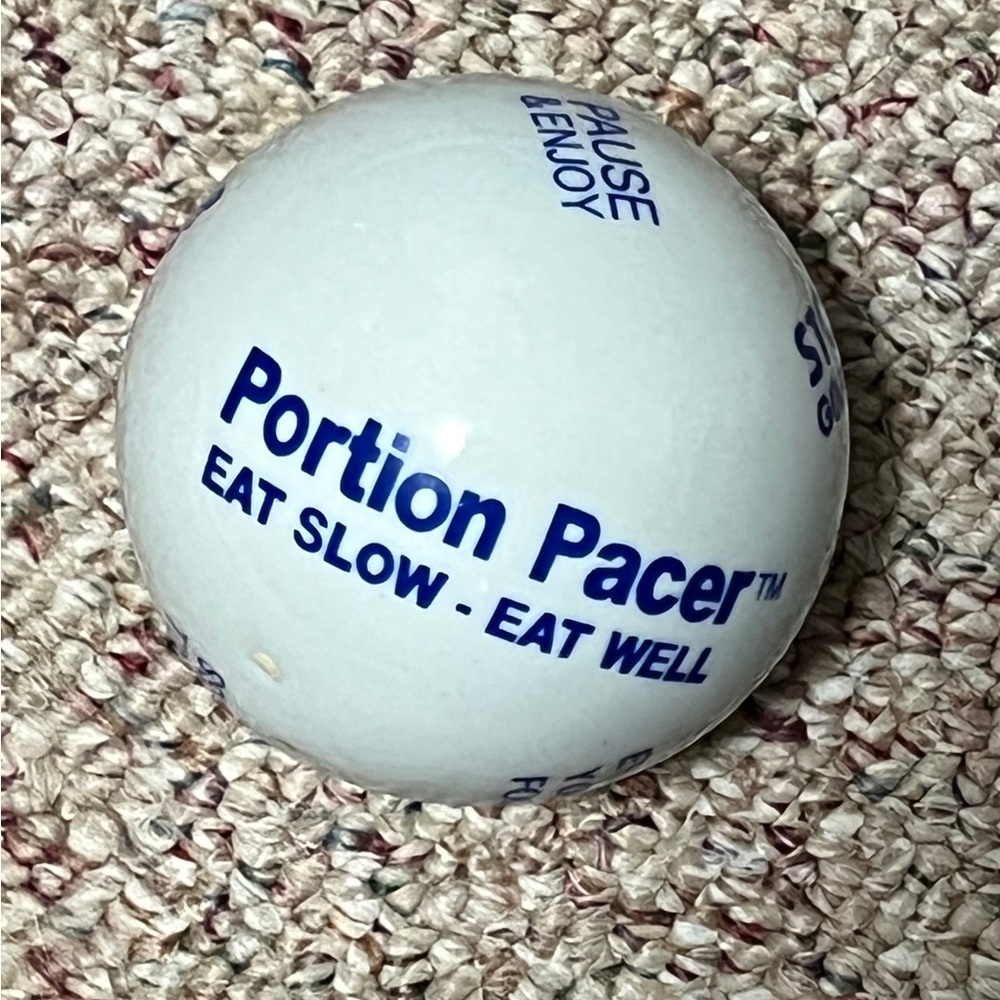 PAUSE
& ENJOY
Portion Pacer™
EAT SLOW - EAT WELL